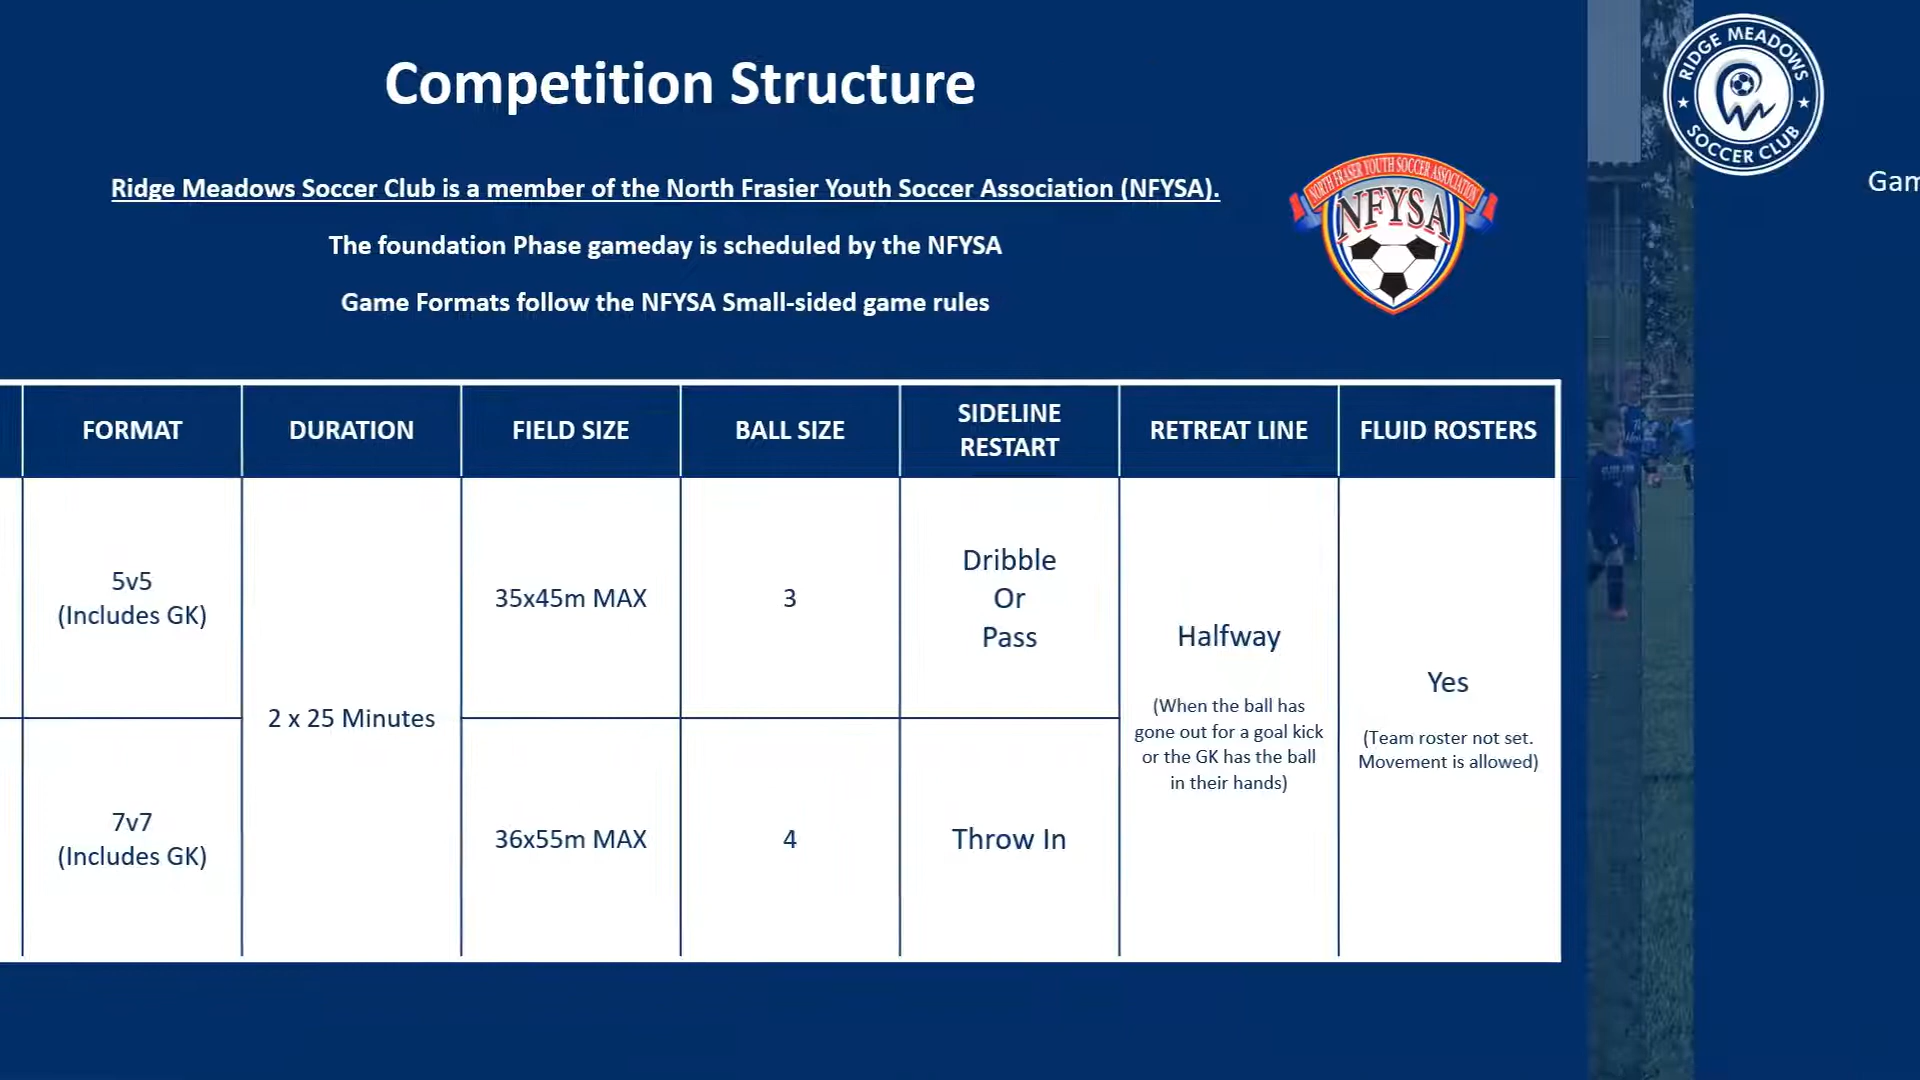 Competition Structure
RIDGE MEADOWS
SOCCER CLUB
Ridge Meadows Soccer Club is a member of the North Frasier Youth Soccer Association (NFYSA).
NORTH FRASER YOUTH SOCCER ASSOCIATION
NFYSA
Gam
The foundation Phase gameday is scheduled by the NFYSA
Game Formats follow the NFYSA Small-sided game rules
FORMAT
DURATION
FIELD SIZE
BALL SIZE
SIDELINE
RESTART
RETREAT LINE
FLUID ROSTERS
5v5
(Includes GK)
2 x 25 Minutes
35x45m MAX
3
Dribble
Or
Pass
Halfway
(When the ball has
gone out for a goal kick
or the GK has the ball
in their hands)
Yes
(Team roster not set.
Movement is allowed)
7v7
(Includes GK)
36x55m MAX
4
Throw In